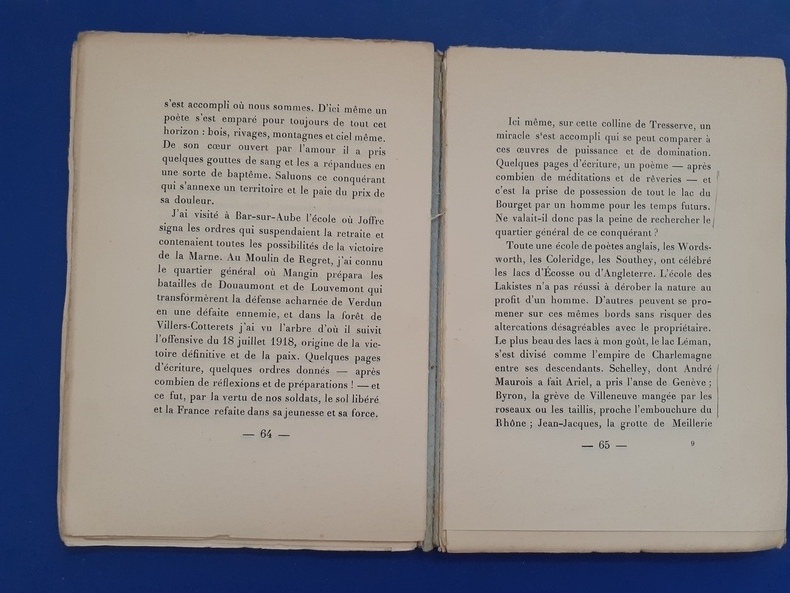 s'est accompli où nous sommes. D'ici même un
poète s'est emparé pour toujours de tout cet
horizon : bois, rivages, montagnes et ciel même.
De son cœur ouvert par l'amour il a pris
quelques gouttes de sang et les a répandues en
une sorte de baptême. Saluons ce conquérant
qui s'annexe un territoire et le paie du prix de
sa douleur.
J'ai visité à Bar-sur-Aube l'école où Joffre
signa les ordres qui suspendaient la retraite et
contenaient toutes les possibilités de la victoire
de la Marne. Au Moulin de Regret, j'ai connu
le quartier général où Mangin prépara les
batailles de Douaumont et de Louvemont qui
transformèrent la défense acharnée de Verdun
en une défaite ennemie, et dans la forêt de
Villers-Cotterets j'ai vu l'arbre d'où il suivit
l'offensive du 18 juillet 1918, origine de la vic-
toire définitive et de la paix. Quelques pages
d'écriture, quelques ordres donnés — après
combien de réflexions et de préparations ! — et
ce fut, par la vertu de nos soldats, le sol libéré
et la France refaite dans sa jeunesse et sa force.
— 64 —
Ici même, sur cette colline de Tresserve, un
miracle s'est accompli qui se peut comparer à
ces œuvres de puissance et de domination.
Quelques pages d'écriture, un poème — après
combien de méditations et de rêveries — et
c'est la prise de possession de tout le lac du
Bourget par un homme pour les temps futurs.
Ne valait-il donc pas la peine de rechercher le
quartier général de ce conquérant ?
Toute une école de poètes anglais, les Words-
worth, les Coleridge, les Southey, ont célébré
les lacs d'Écosse ou d'Angleterre. L'école des
Lakistes n'a pas réussi à dérober la nature au
profit d'un homme. D'autres peuvent se pro-
mener sur ces mêmes bords sans risquer des
altercations désagréables avec le propriétaire.
Le plus beau des lacs à mon goût, le lac Léman,
s'est divisé comme l'empire de Charlemagne
entre ses descendants. Schelley, dont André
Maurois a fait Ariel, a pris l'anse de Genève ;
Byron, la grève de Villeneuve mangée par les
roseaux ou les taillis, proche l'embouchure du
Rhône ; Jean-Jacques, la grotte de Meillerie
— 65 —
9